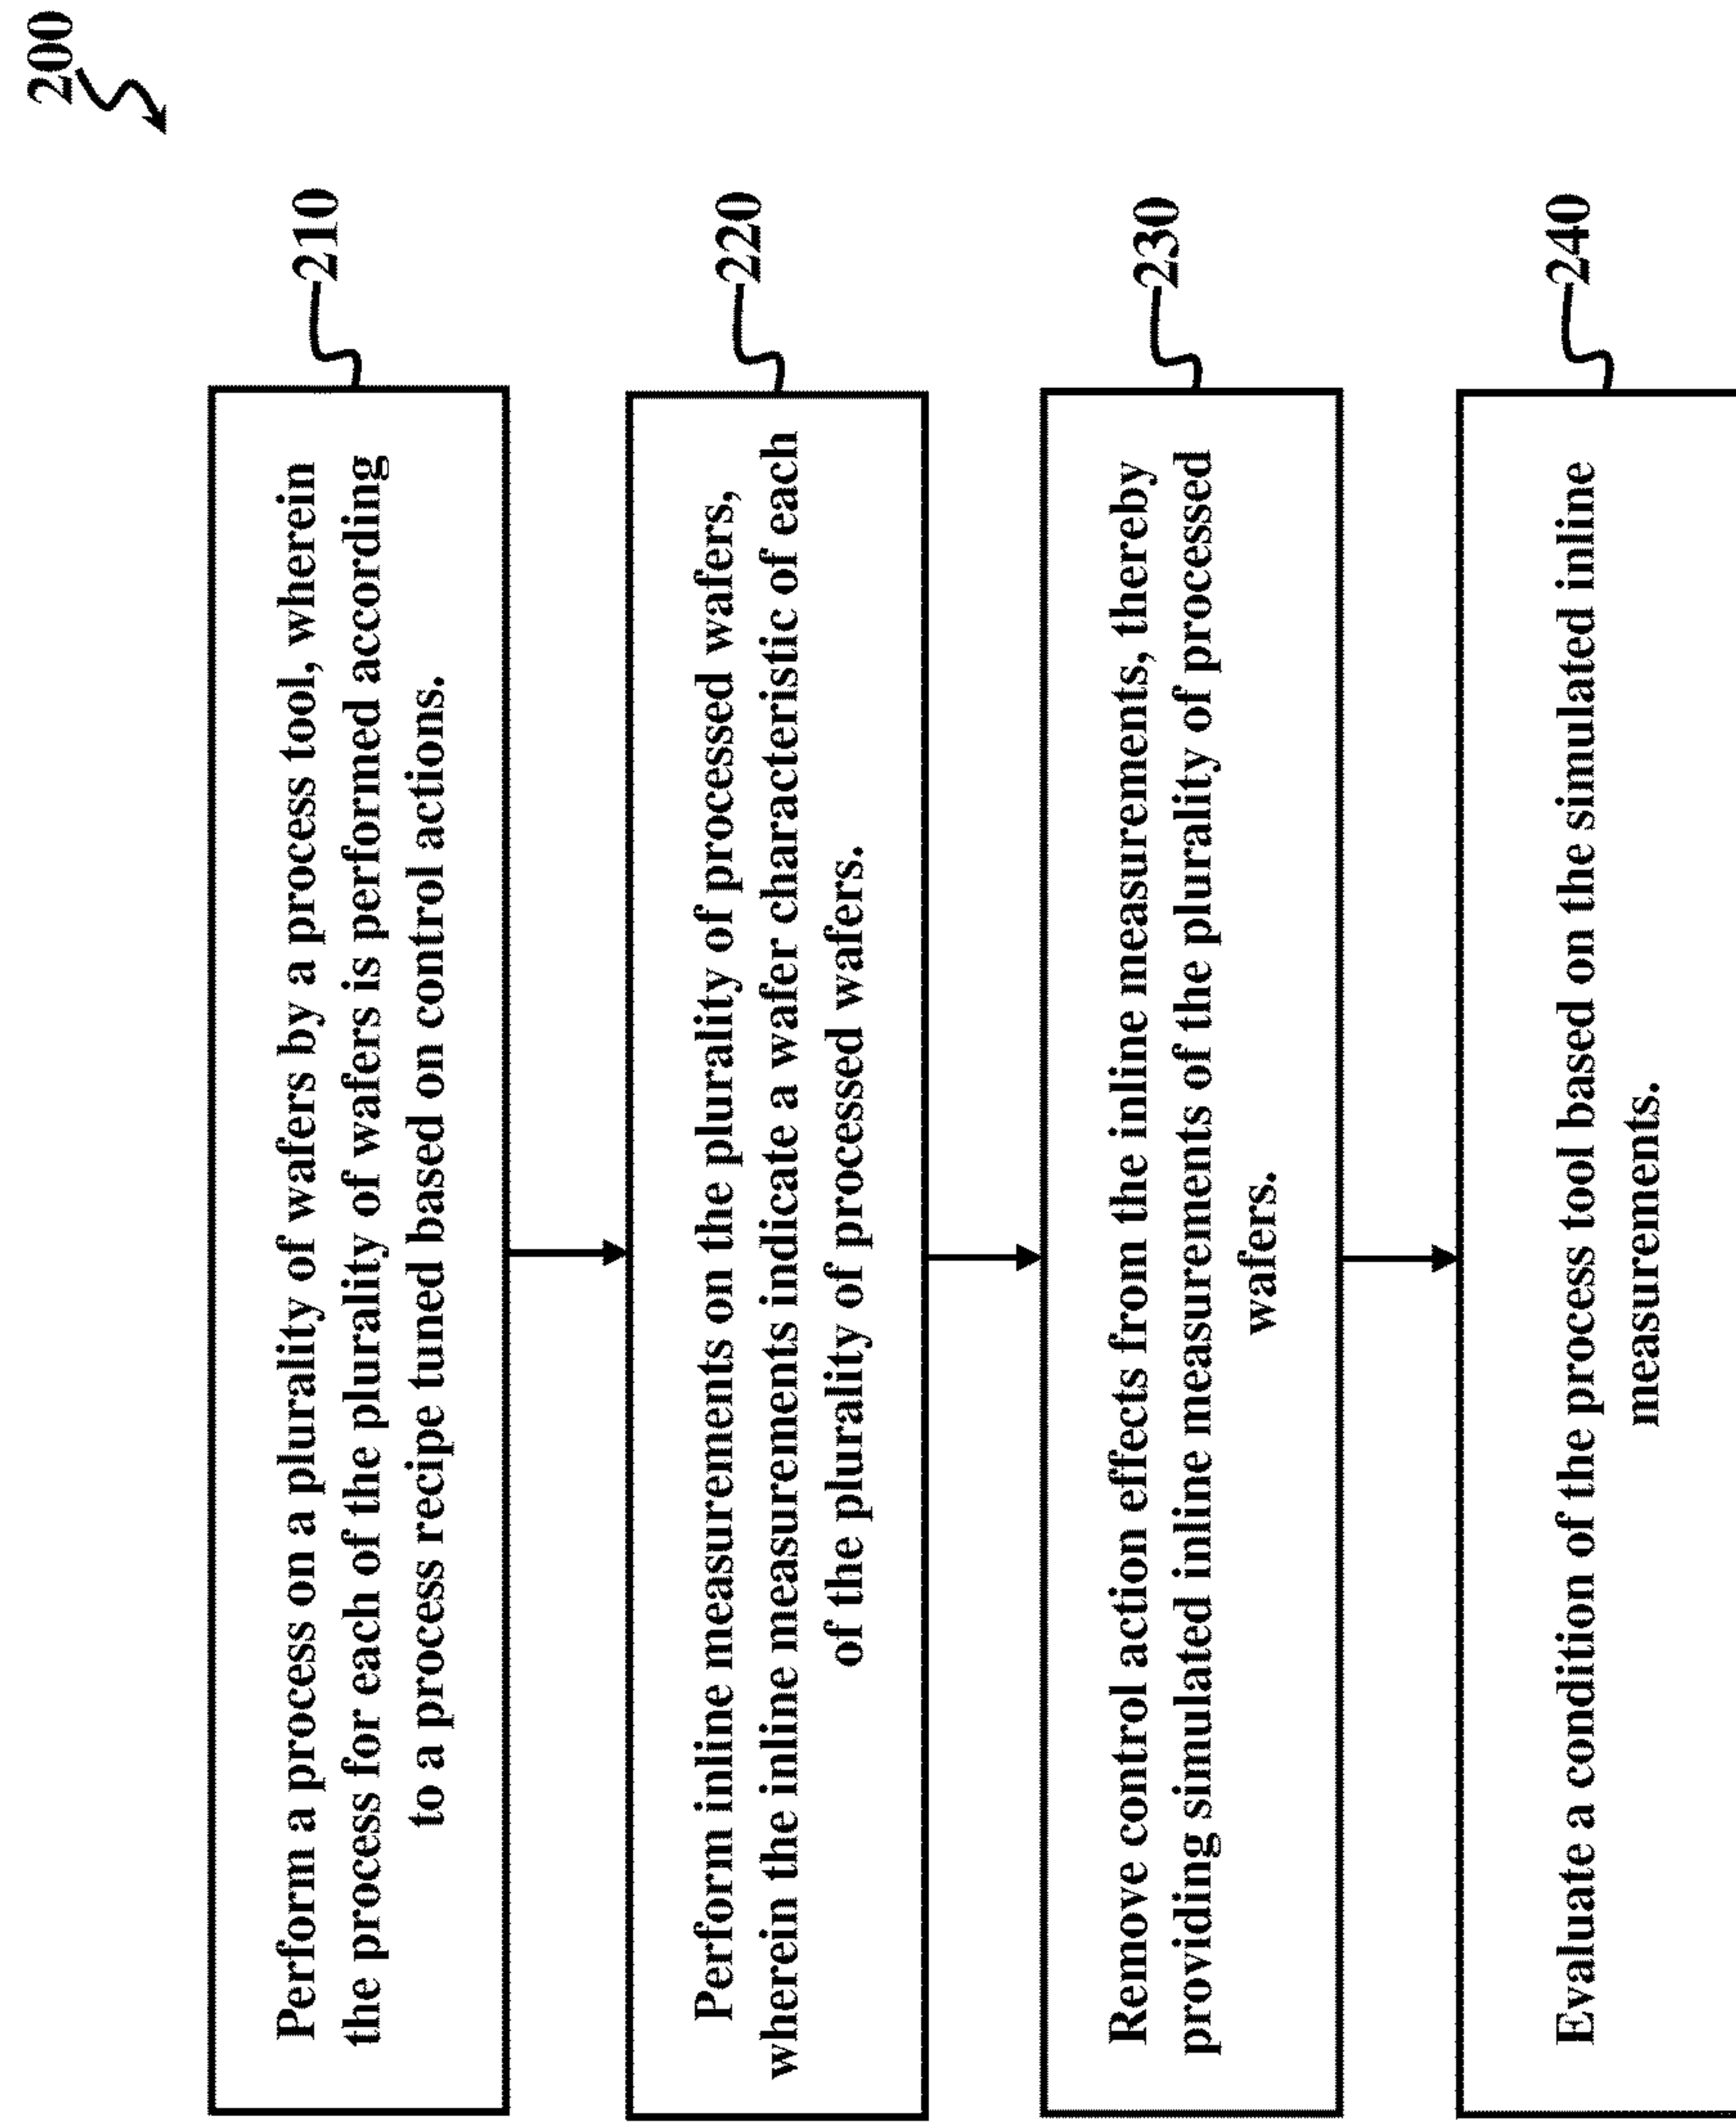 200
210
Perform a process on a plurality of wafers by a process tool, wherein
the process for each of the plurality of wafers is performed according
to a process recipe tuned based on control actions.
220
Perform inline measurements on the plurality of processed wafers,
wherein the inline measurements indicate a wafer characteristic of each
of the plurality of processed wafers.
230
Remove control action effects from the inline measurements, thereby
providing simulated inline measurements of the plurality of processed
wafers.
240
Evaluate a condition of the process tool based on the simulated inline
measurements.